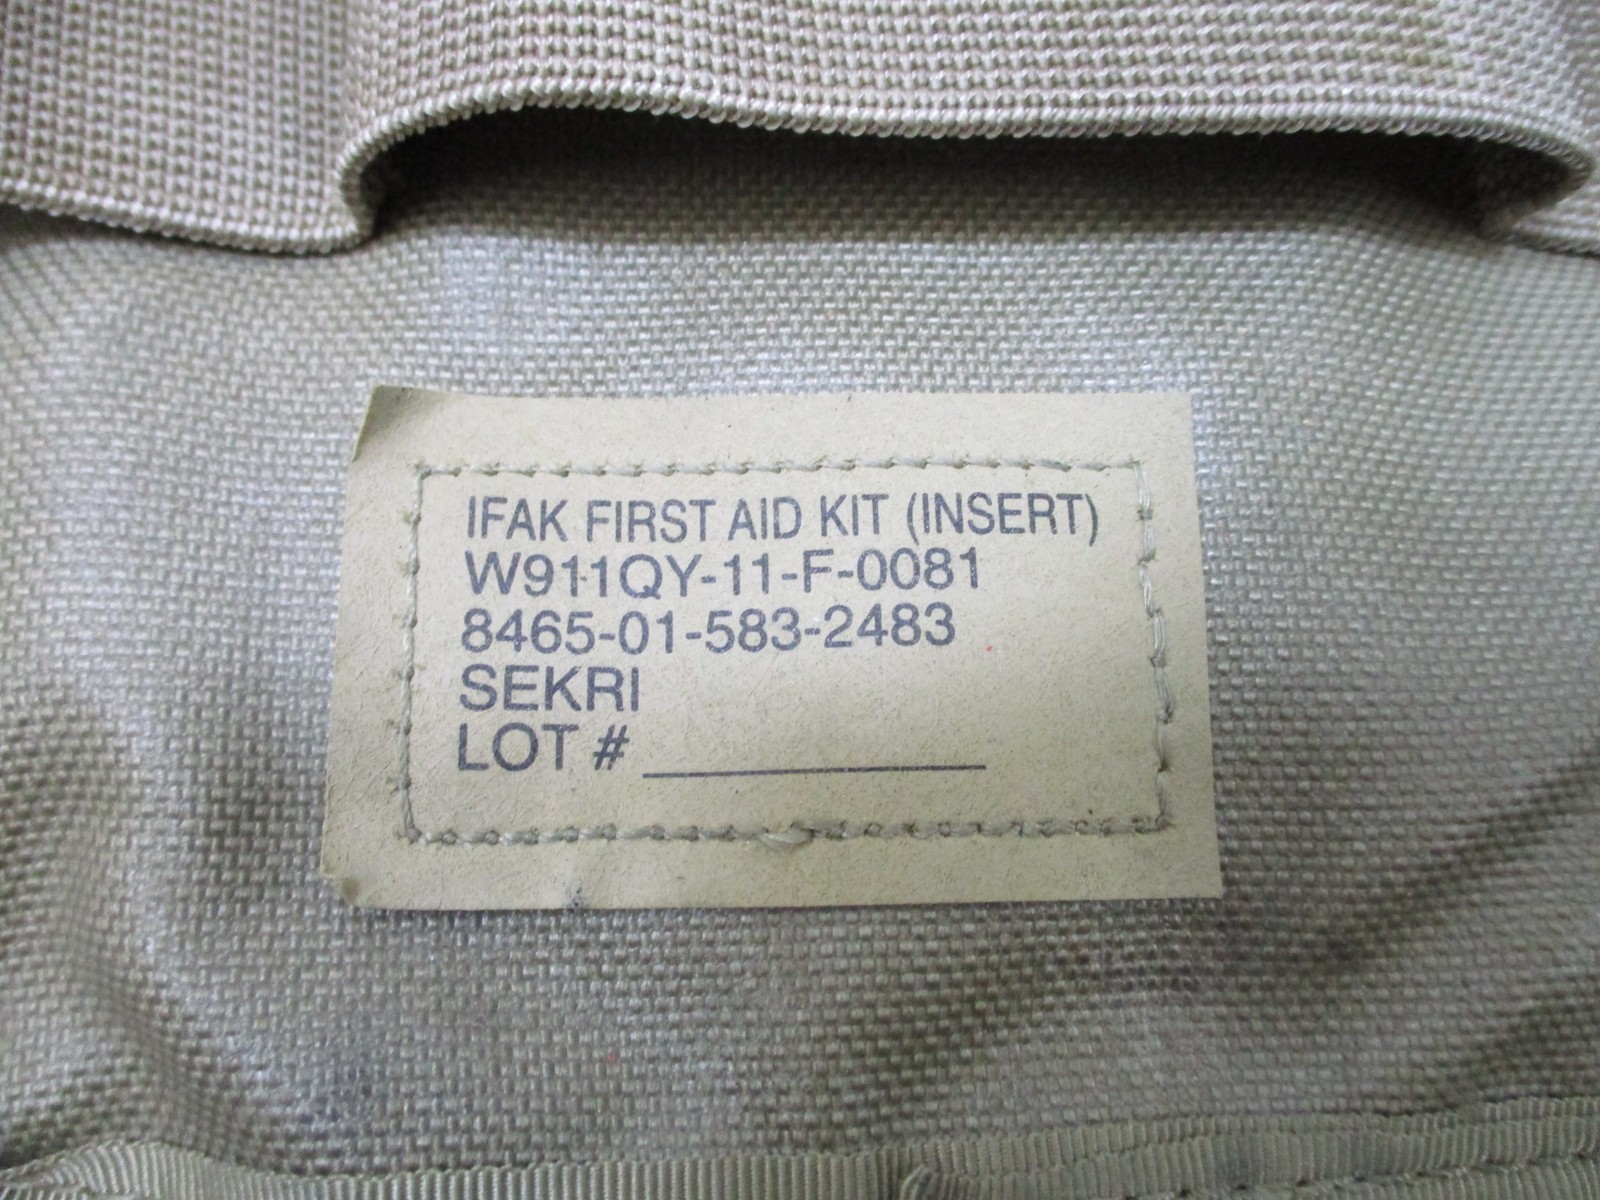 IFAK FIRST AID KIT (INSERT)
W911QY-11-F-0081
8465-01-583-2483
SEKRI
LOT # ___________